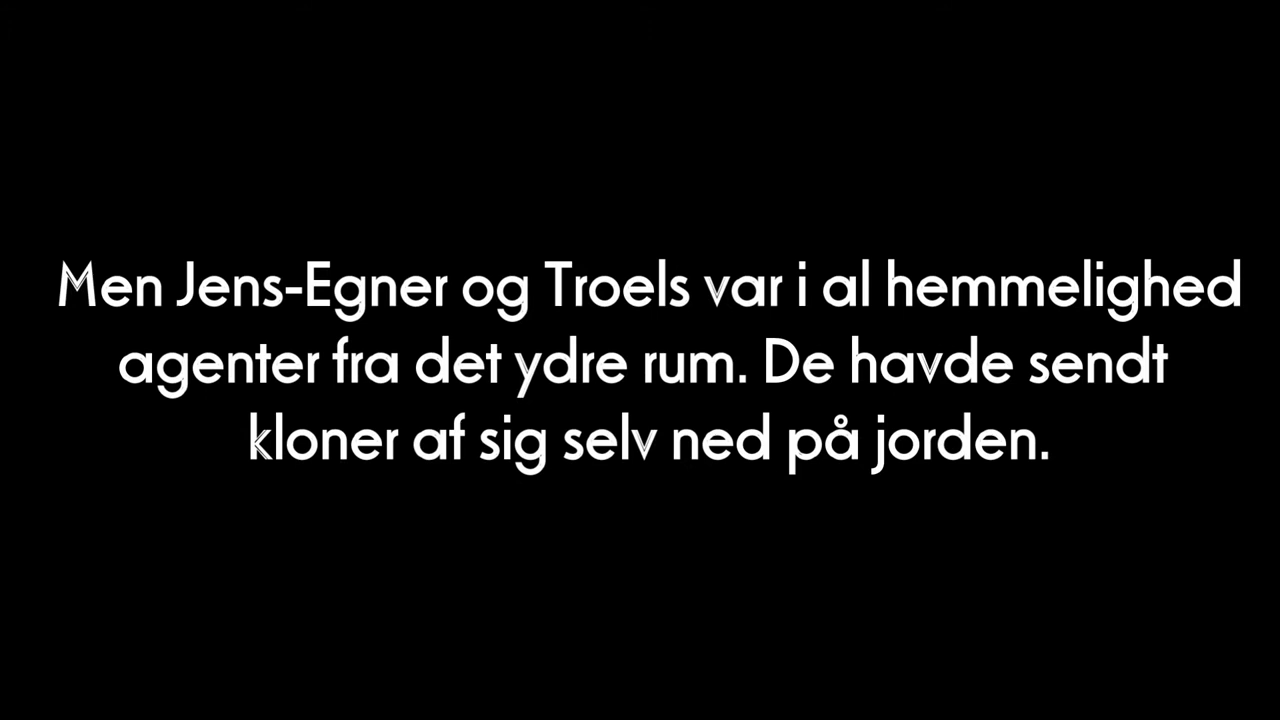 Men Jens-Egner og Troels var i al hemmelighed
agenter fra det ydre rum. De havde sendt
kloner af sig selv ned på jorden.